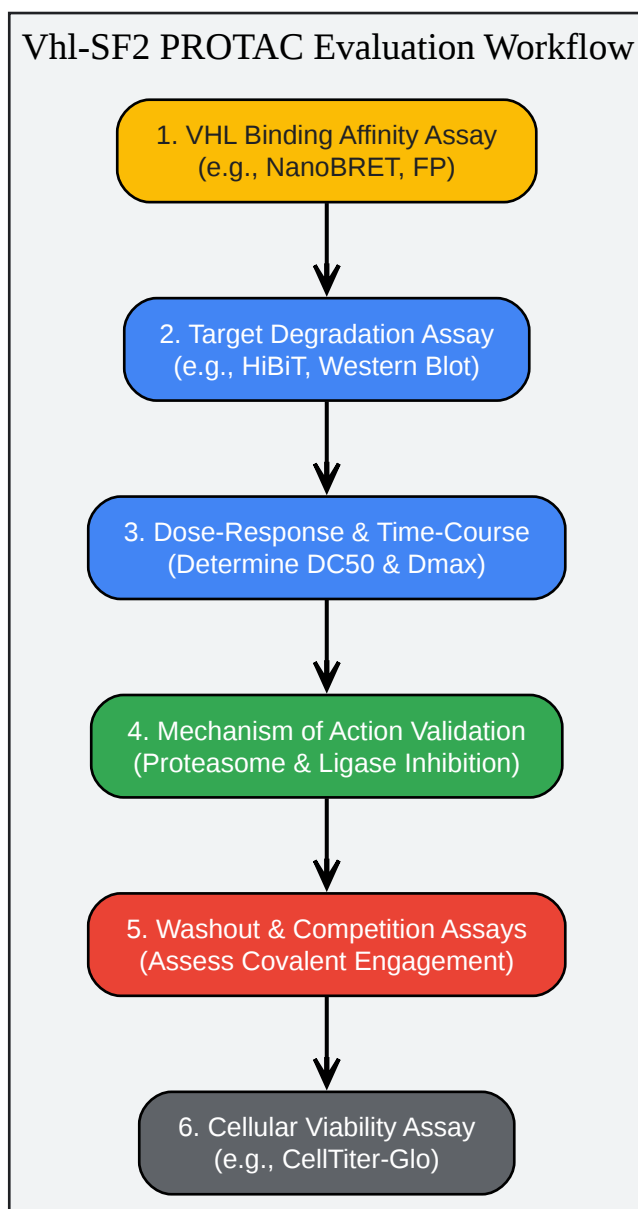 Vhl-SF2 PROTAC Evaluation Workflow
1. VHL Binding Affinity Assay
(e.g., NanoBRET, FP)
2. Target Degradation Assay
(e.g., HiBiT, Western Blot)
3. Dose-Response & Time-Course
(Determine DC50 & Dmax)
4. Mechanism of Action Validation
(Proteasome & Ligase Inhibition)
5. Washout & Competition Assays
(Assess Covalent Engagement)
6. Cellular Viability Assay
(e.g., CellTiter-Glo)